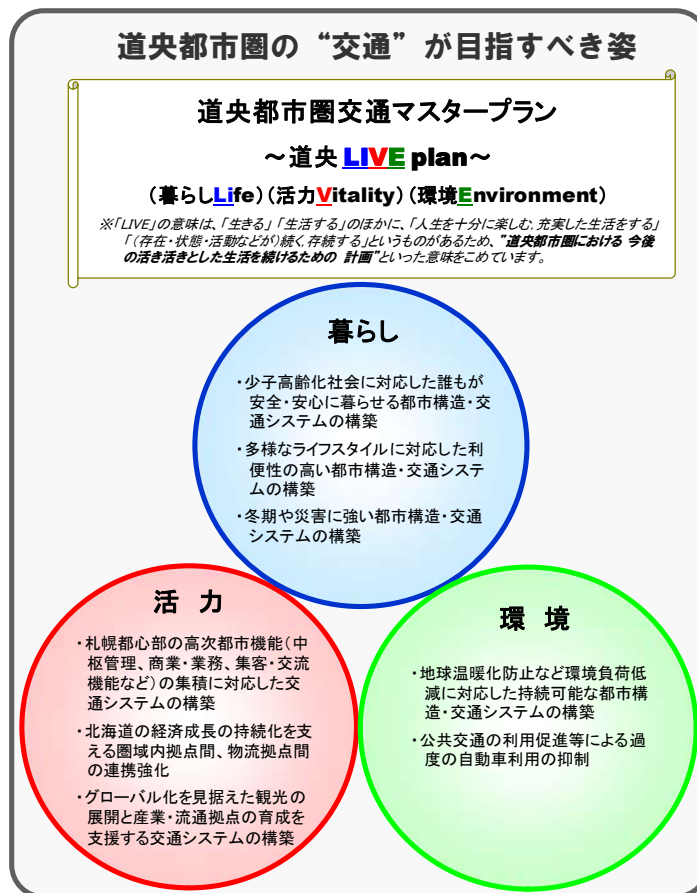 道央都市圏の“交通”が目指すべき姿
道央都市圏交通マスタープラン
～道央 LIVE plan～
（暮らしLife）（活力Vitality）（環境Environment）
※「LIVE」の意味は、「生きる」「生活する」のほかに、「人生を十分に楽しむ,充実した生活をする」
「（存在・状態・活動などが）続く,存続する」というものがあるため、”道央都市圏における 今後
の活き活きとした生活を続けるための 計画”といった意味をこめています。
暮らし
・少子高齢化社会に対応した誰もが
安全・安心に暮らせる都市構造・交
通システムの構築
・多様なライフスタイルに対応した利
便性の高い都市構造・交通システ
ムの構築
・冬期や災害に強い都市構造・交通
システムの構築
活 力
・札幌都心部の高次都市機能（中
枢管理、商業・業務、集客・交流
機能など）の集積に対応した交
通システムの構築
・北海道の経済成長の持続化を支
える圏域内拠点間、物流拠点間
の連携強化
・グローバル化を見据えた観光の
展開と産業・流通拠点の育成を
支援する交通システムの構築
環 境
・地球温暖化防止など環境負荷低
減に対応した持続可能な都市構
造・交通システムの構築
・公共交通の利用促進等による過
度の自動車利用の抑制